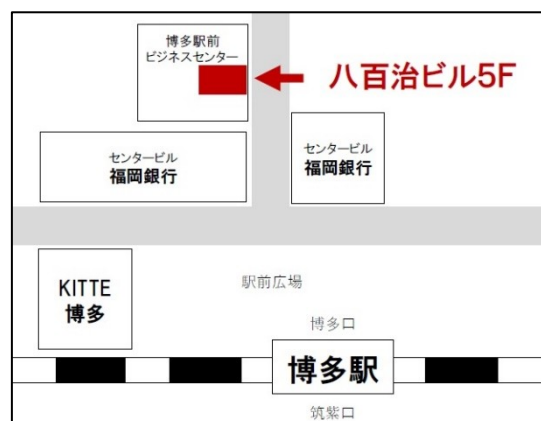 博多駅前
ビジネスセンター
八百治ビル5F
センタービル
福岡銀行
センタービル
福岡銀行
KITTE
博多
駅前広場
博多口
博多駅
筑紫口